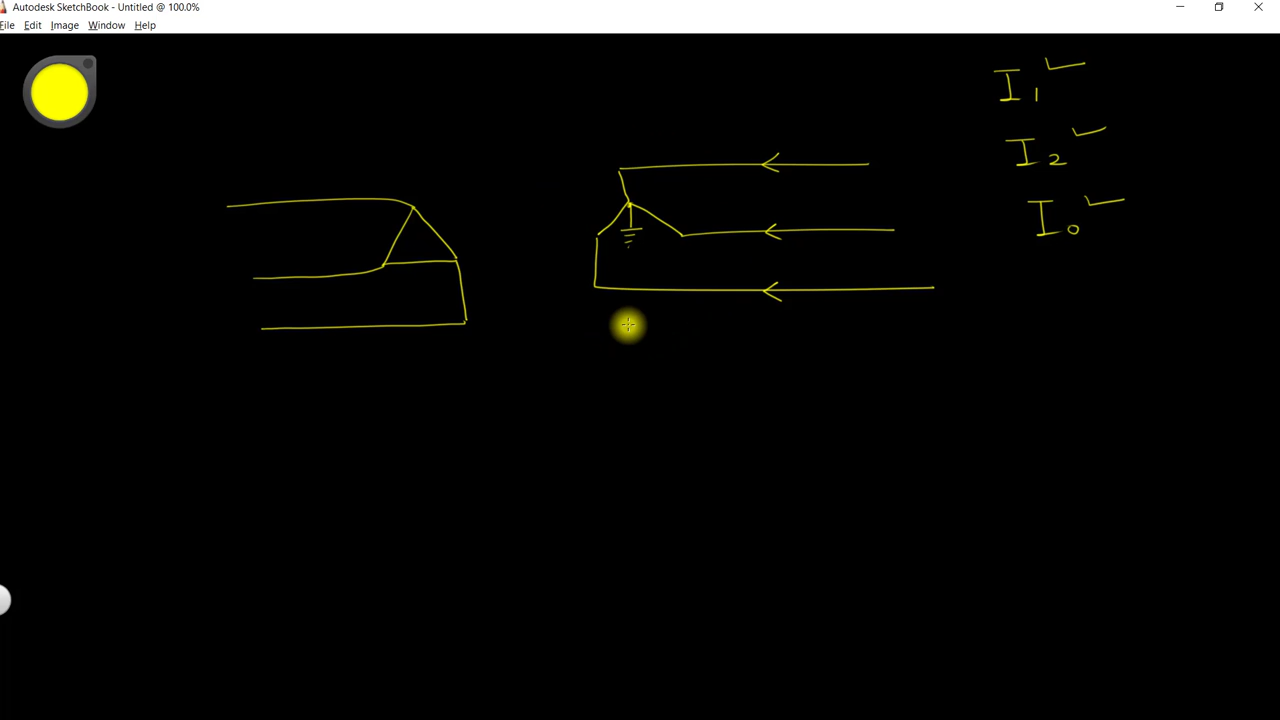 Autodesk SketchBook - Untitled @ 100.0%
File Edit Image Window Help
I₁
I₂
I₀